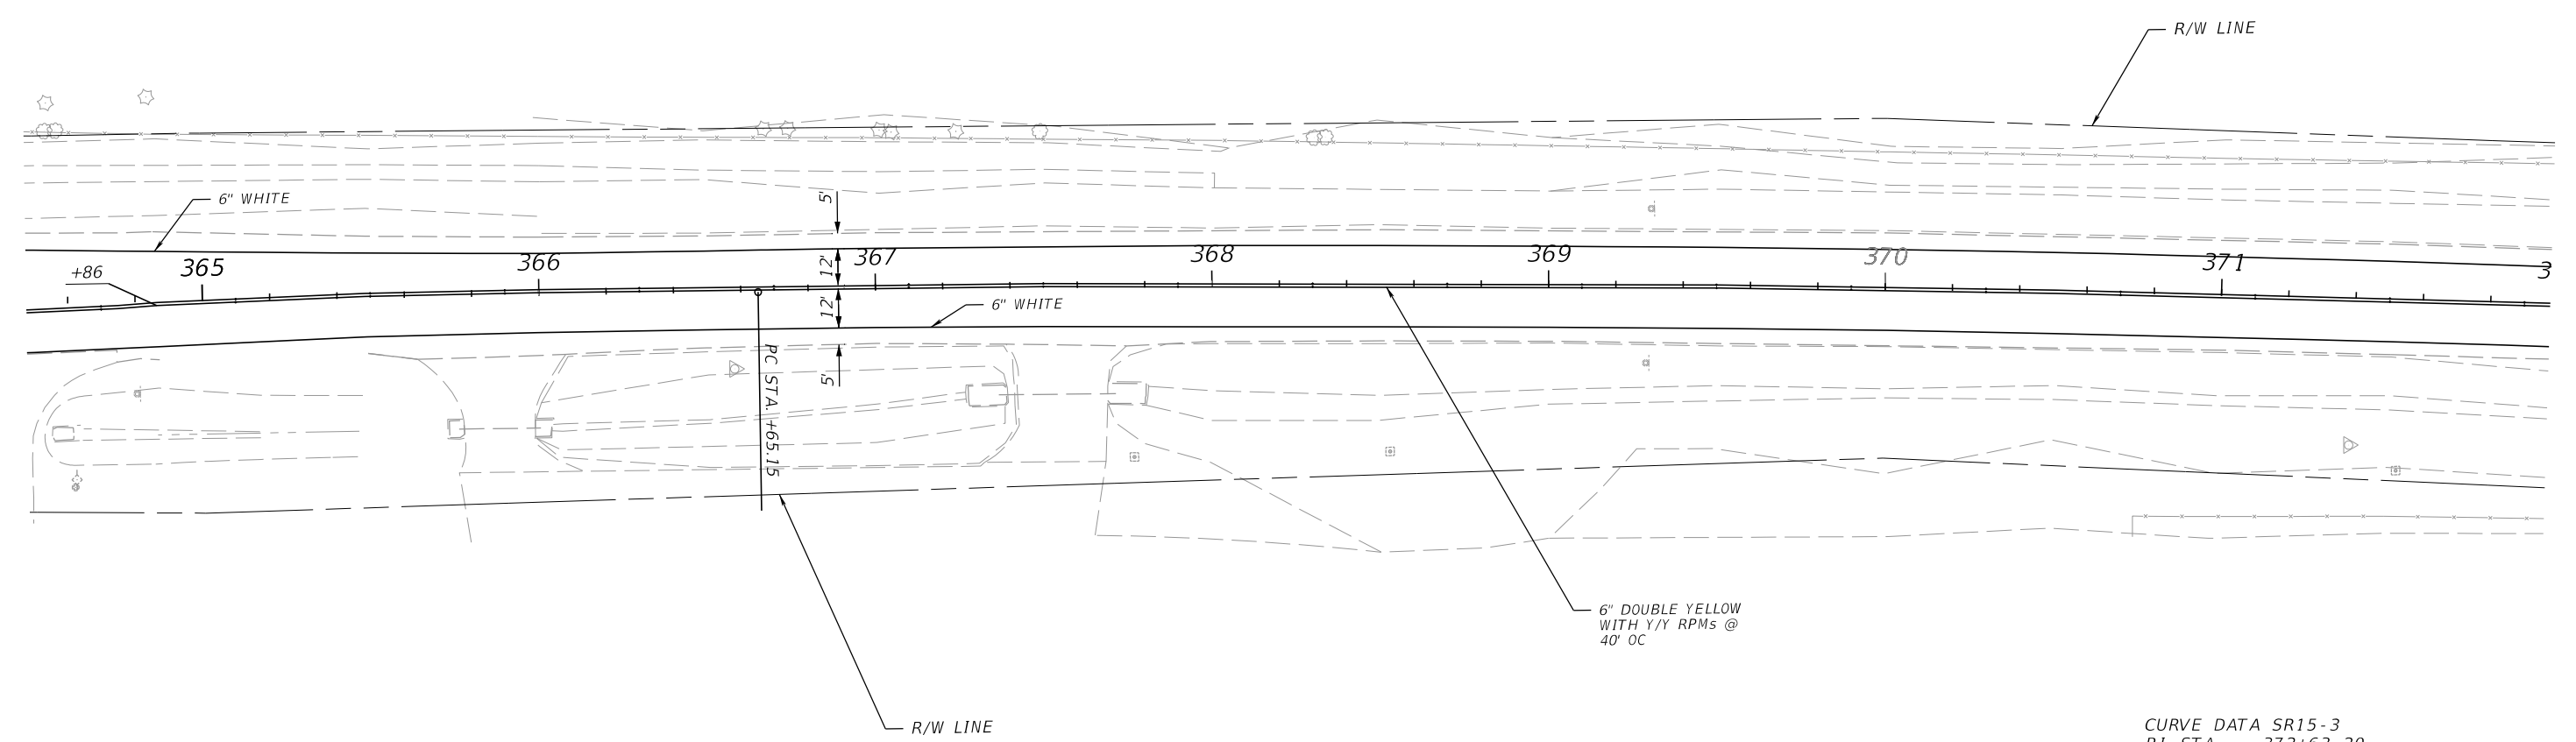 R/W LINE
6" WHITE
5'
+86
365
366
12'
367
368
369
370
371
3
12'
6" WHITE
PC STA. +65.15
5'
6" DOUBLE YELLOW
WITH Y/Y RPMs @
40' OC
R/W LINE
CURVE DATA SR15-3